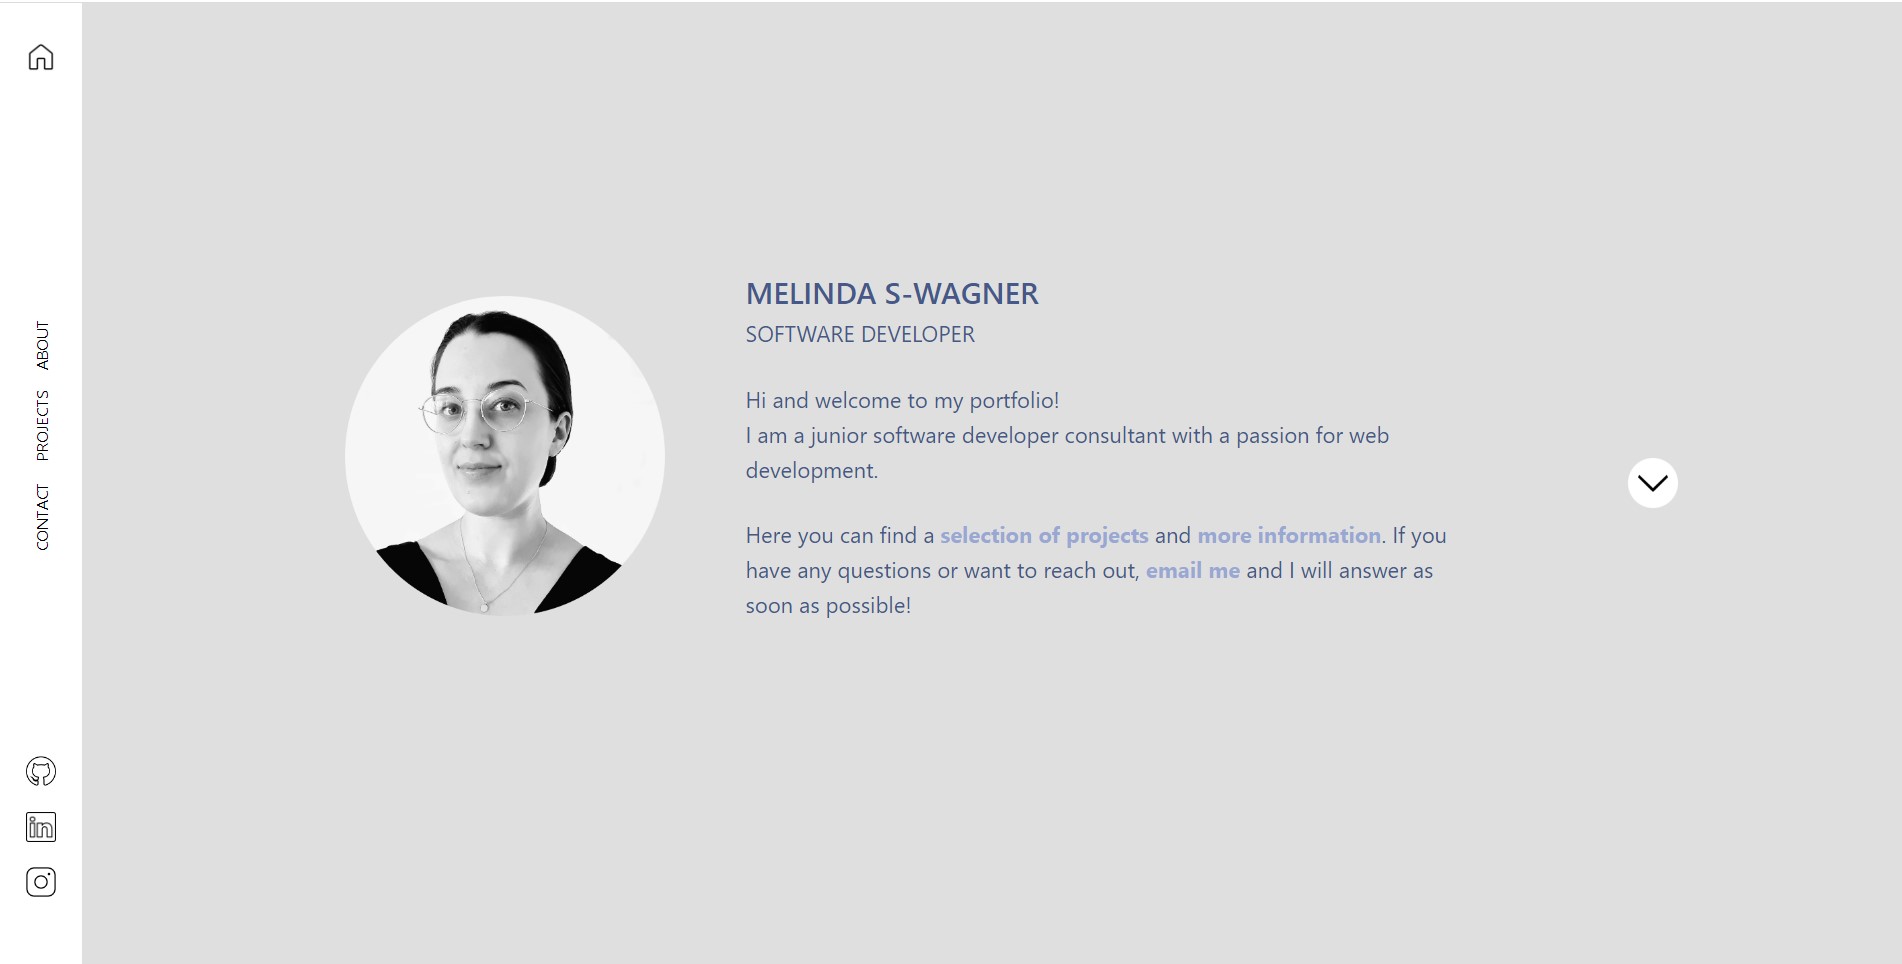 ABOUT
PROJECTS
CONTACT
in
MELINDA S-WAGNER
SOFTWARE DEVELOPER
Hi and welcome to my portfolio!
I am a junior software developer consultant with a passion for web
development.
Here you can find a selection of projects and more information. If you
have any questions or want to reach out, email me and I will answer as
soon as possible!